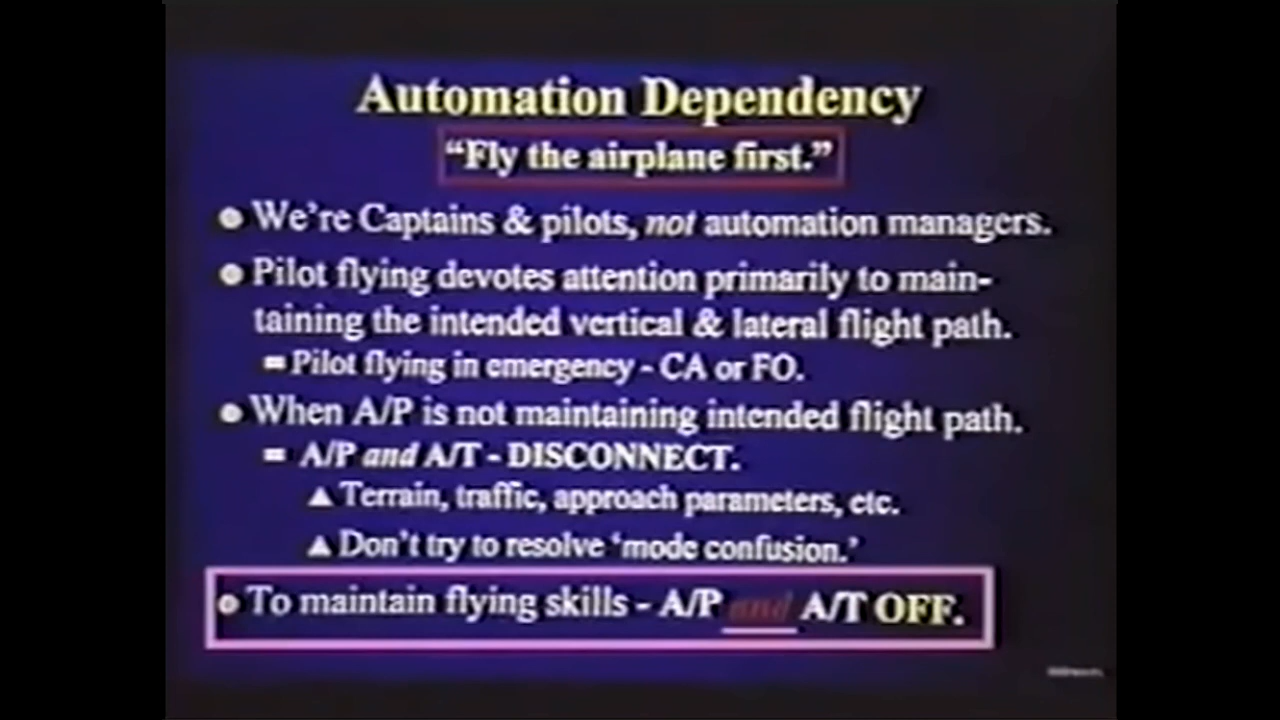 Automation Dependency
“Fly the airplane first.”
● We’re Captains & pilots, not automation managers.
● Pilot flying devotes attention primarily to main-
taining the intended vertical & lateral flight path.
= Pilot flying in emergency - CA or FO.
● When A/P is not maintaining intended flight path.
= A/P and A/T - DISCONNECT.
▲ Terrain, traffic, approach parameters, etc.
▲ Don’t try to resolve ‘mode confusion.’
● To maintain flying skills - A/P and A/T OFF.